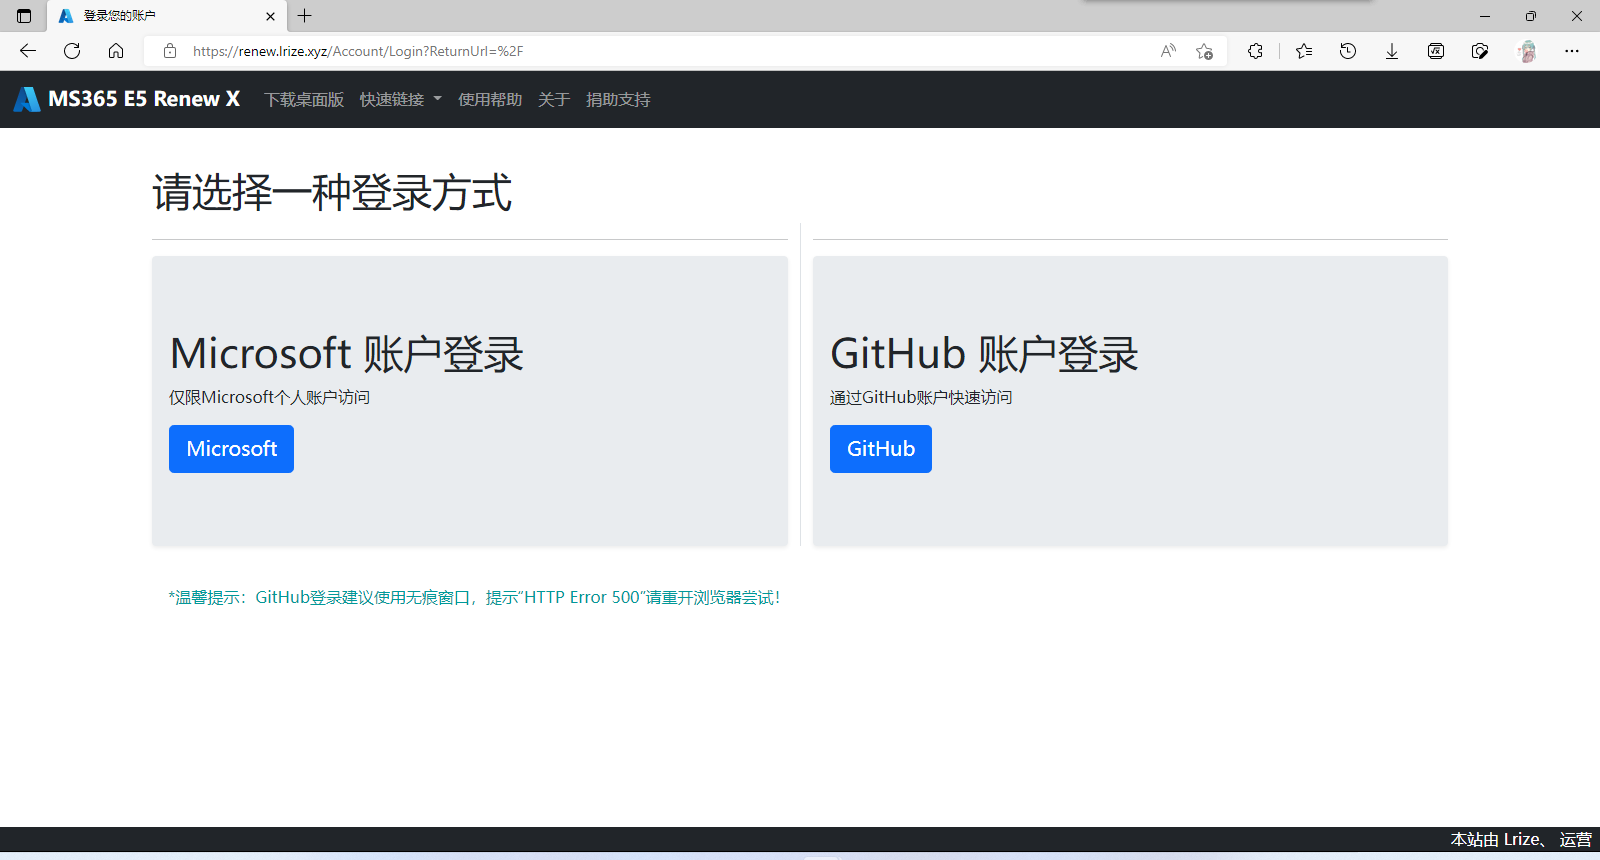 登录您的账户
https://renew.lrize.xyz/Account/Login?ReturnUrl=%2F
MS365 E5 Renew X 下载桌面版 快速链接 使用帮助 关于 捐助支持
请选择一种登录方式
Microsoft 账户登录
仅限Microsoft个人账户访问
Microsoft
GitHub 账户登录
通过GitHub账户快速访问
GitHub
*温馨提示：GitHub登录建议使用无痕窗口，提示“HTTP Error 500”请重开浏览器尝试！
本站由 Lrize、 运营